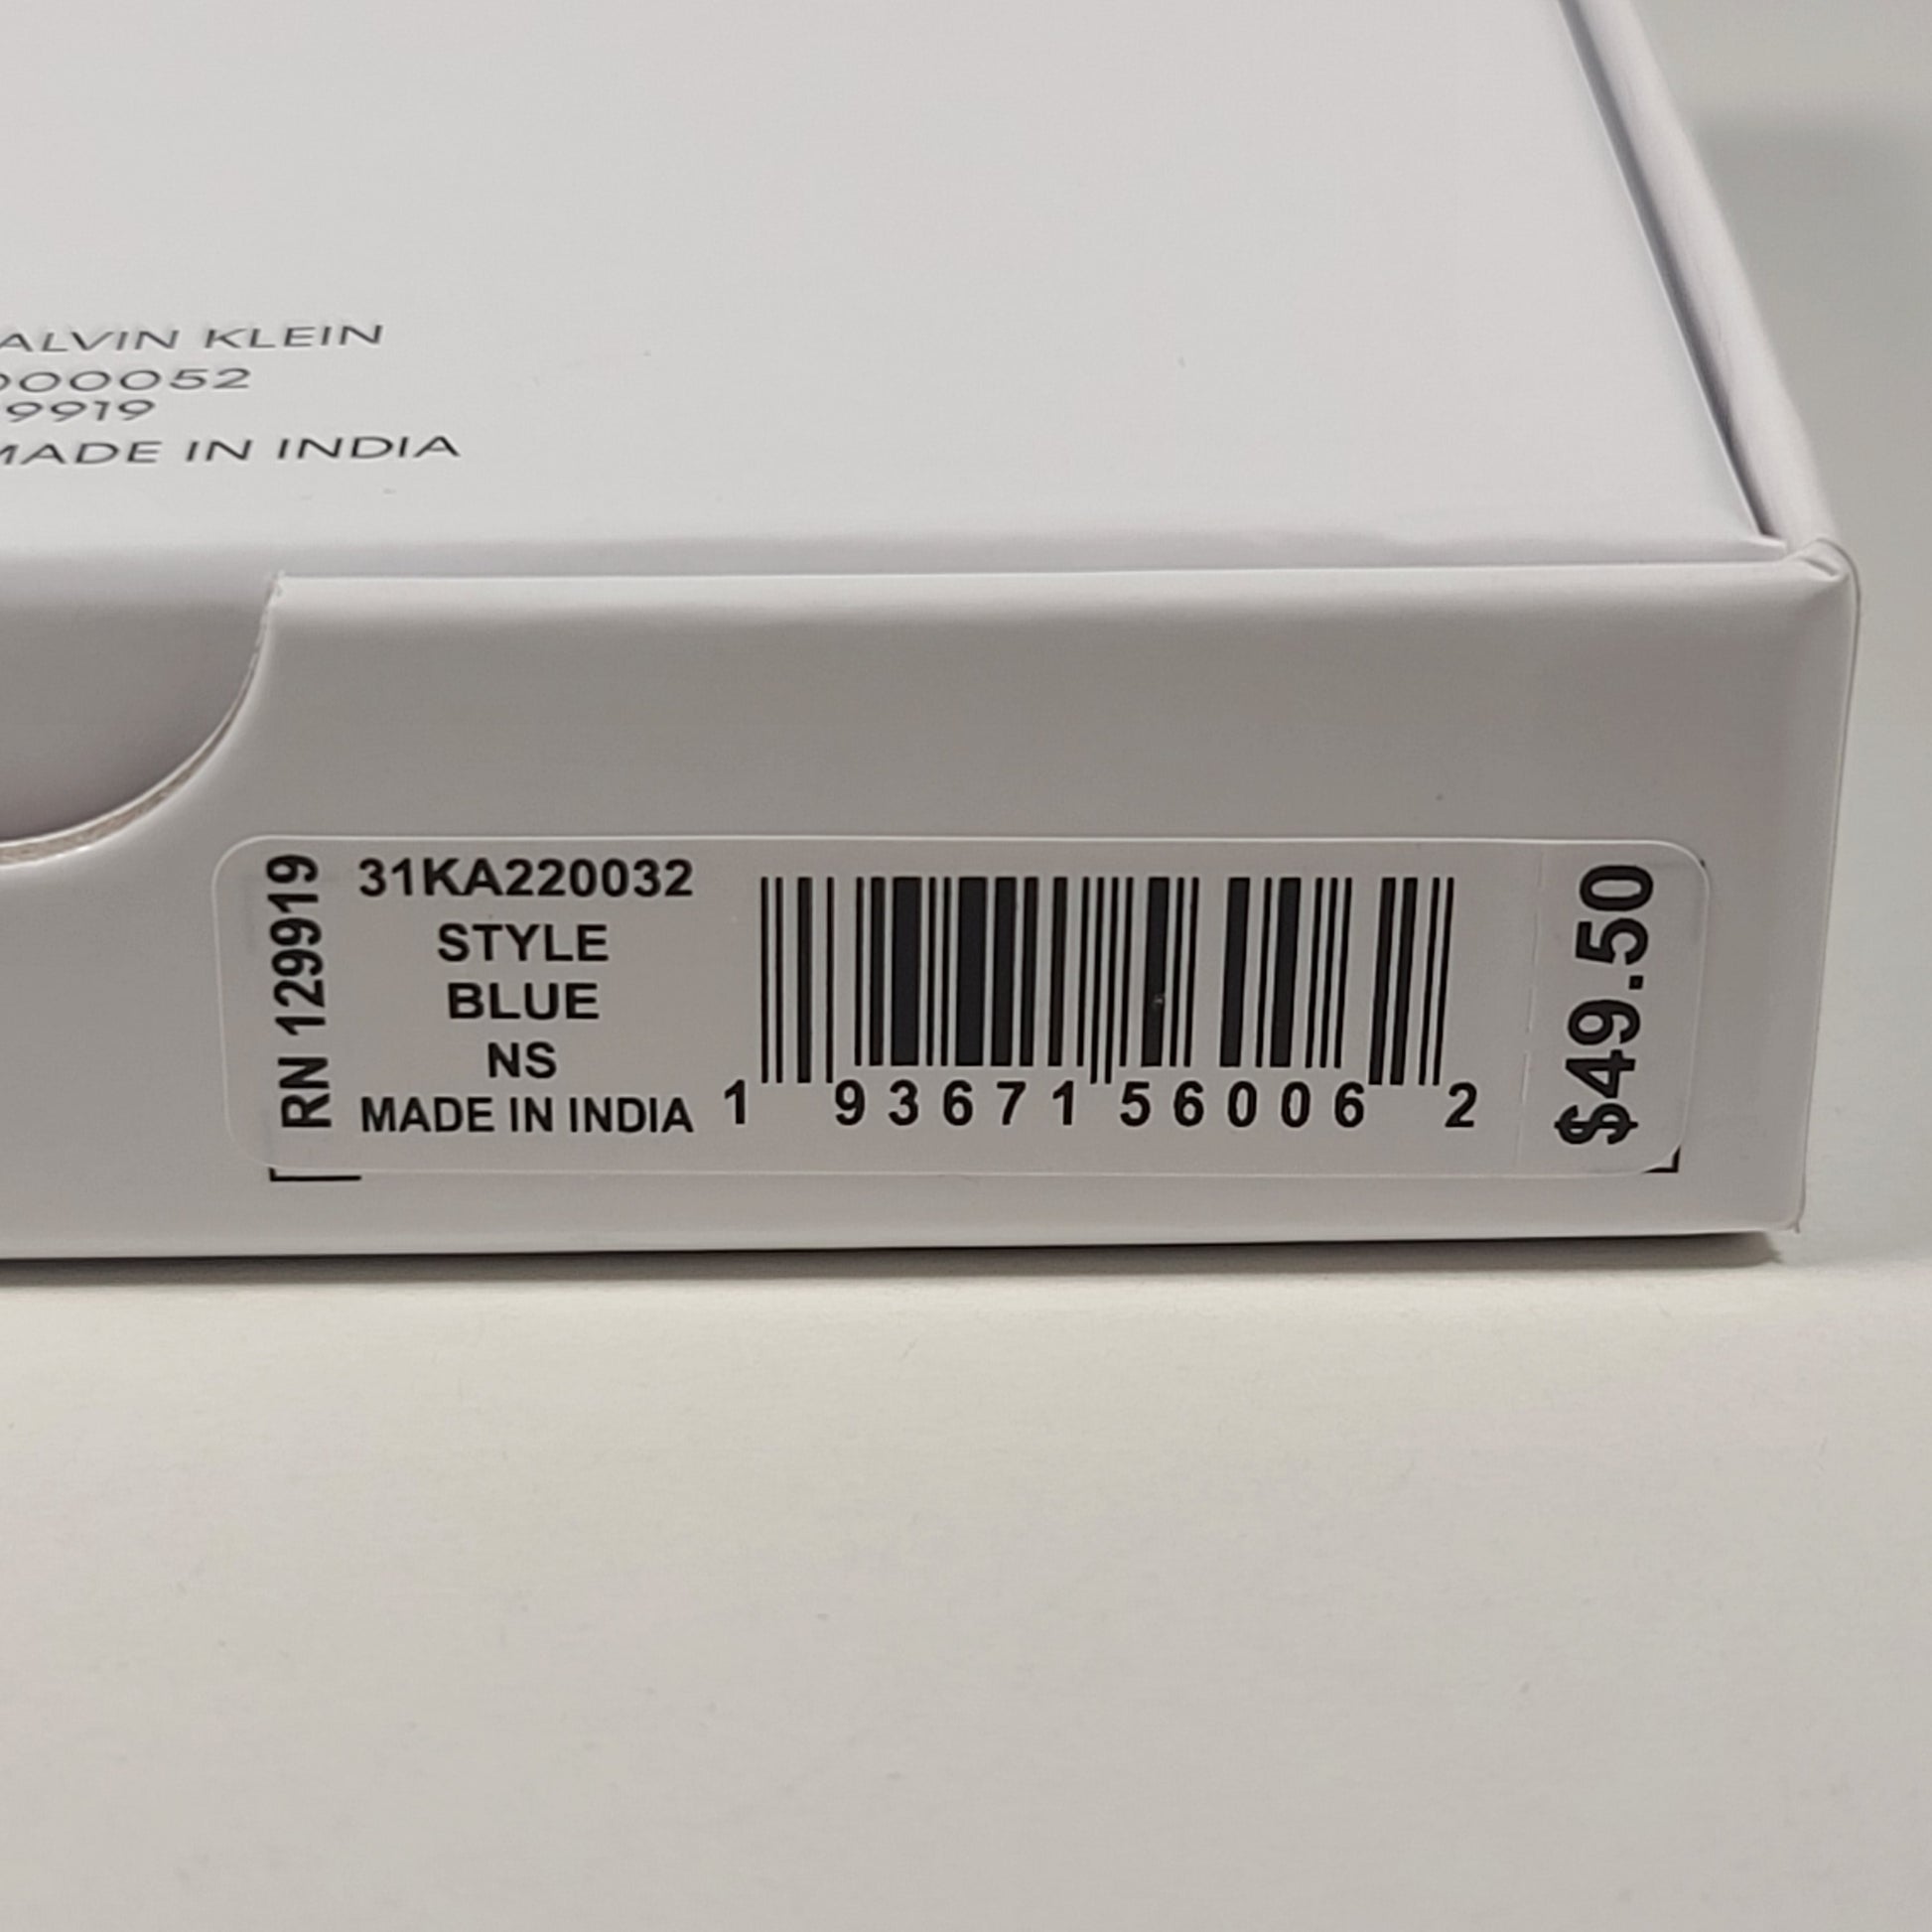 ALVIN KLEIN
000052
9919
MADE IN INDIA
RN 129919
31KA220032
STYLE
BLUE
NS
MADE IN INDIA
1 93671 56006 2
$49.50